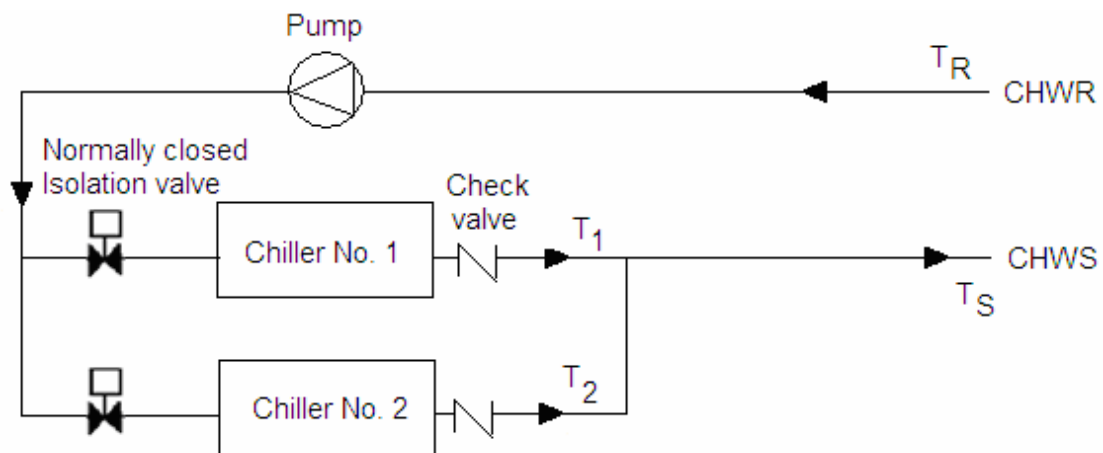 Pump
T_R
CHWR
Normally closed
Isolation valve
Check
valve
Chiller No. 1
T_1
CHWS
T_S
Chiller No. 2
T_2